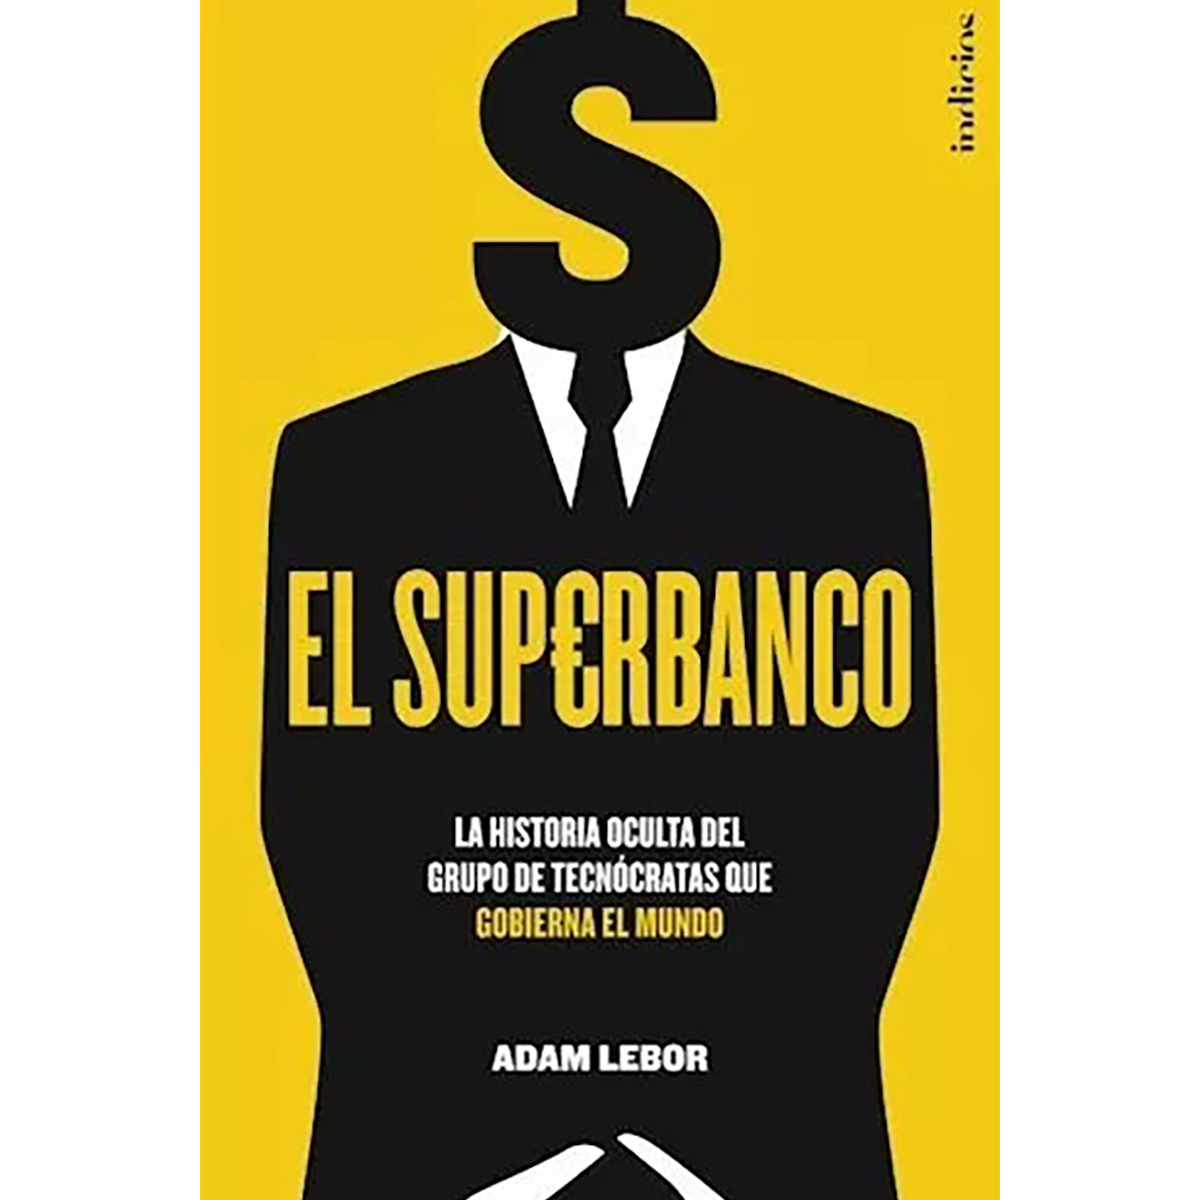 indicios
EL SUP€RBANCO
LA HISTORIA OCULTA DEL
GRUPO DE TECNÓCRATAS QUE
GOBIERNA EL MUNDO
ADAM LEBOR